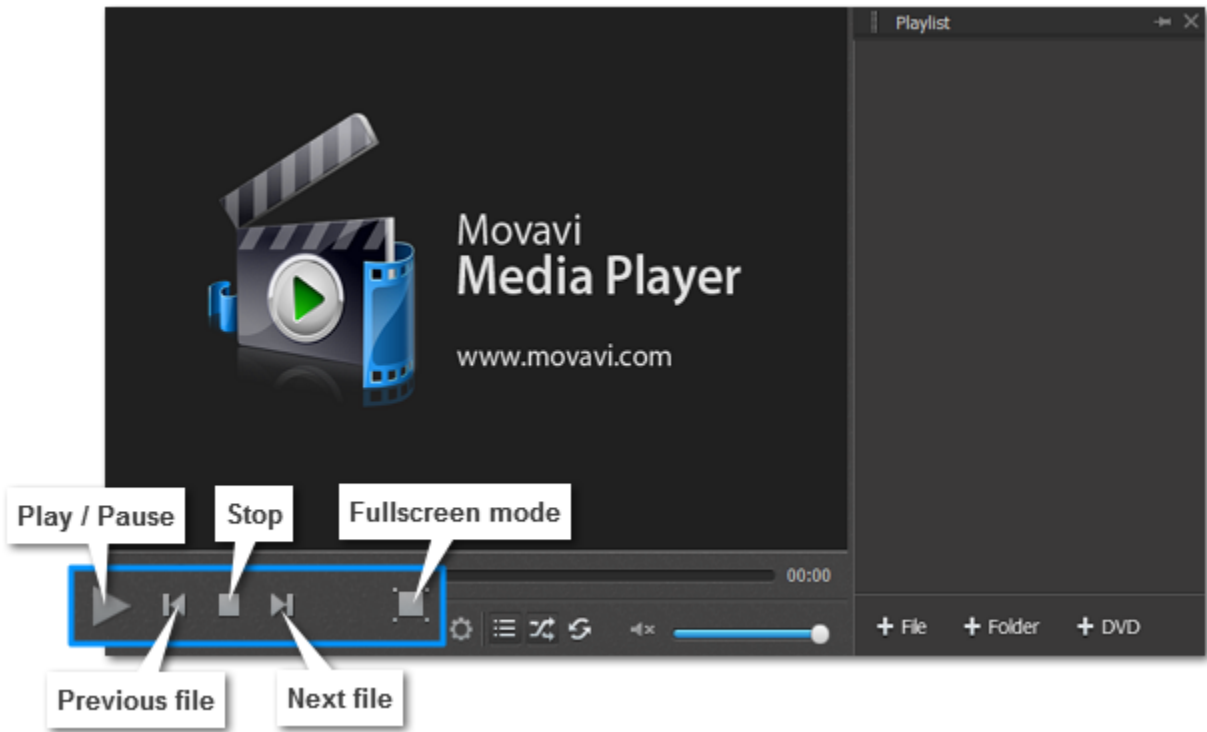 Playlist
Movavi
Media Player
www.movavi.com
Play / Pause
Stop
Fullscreen mode
00:00
+ File
+ Folder
+ DVD
Previous file
Next file